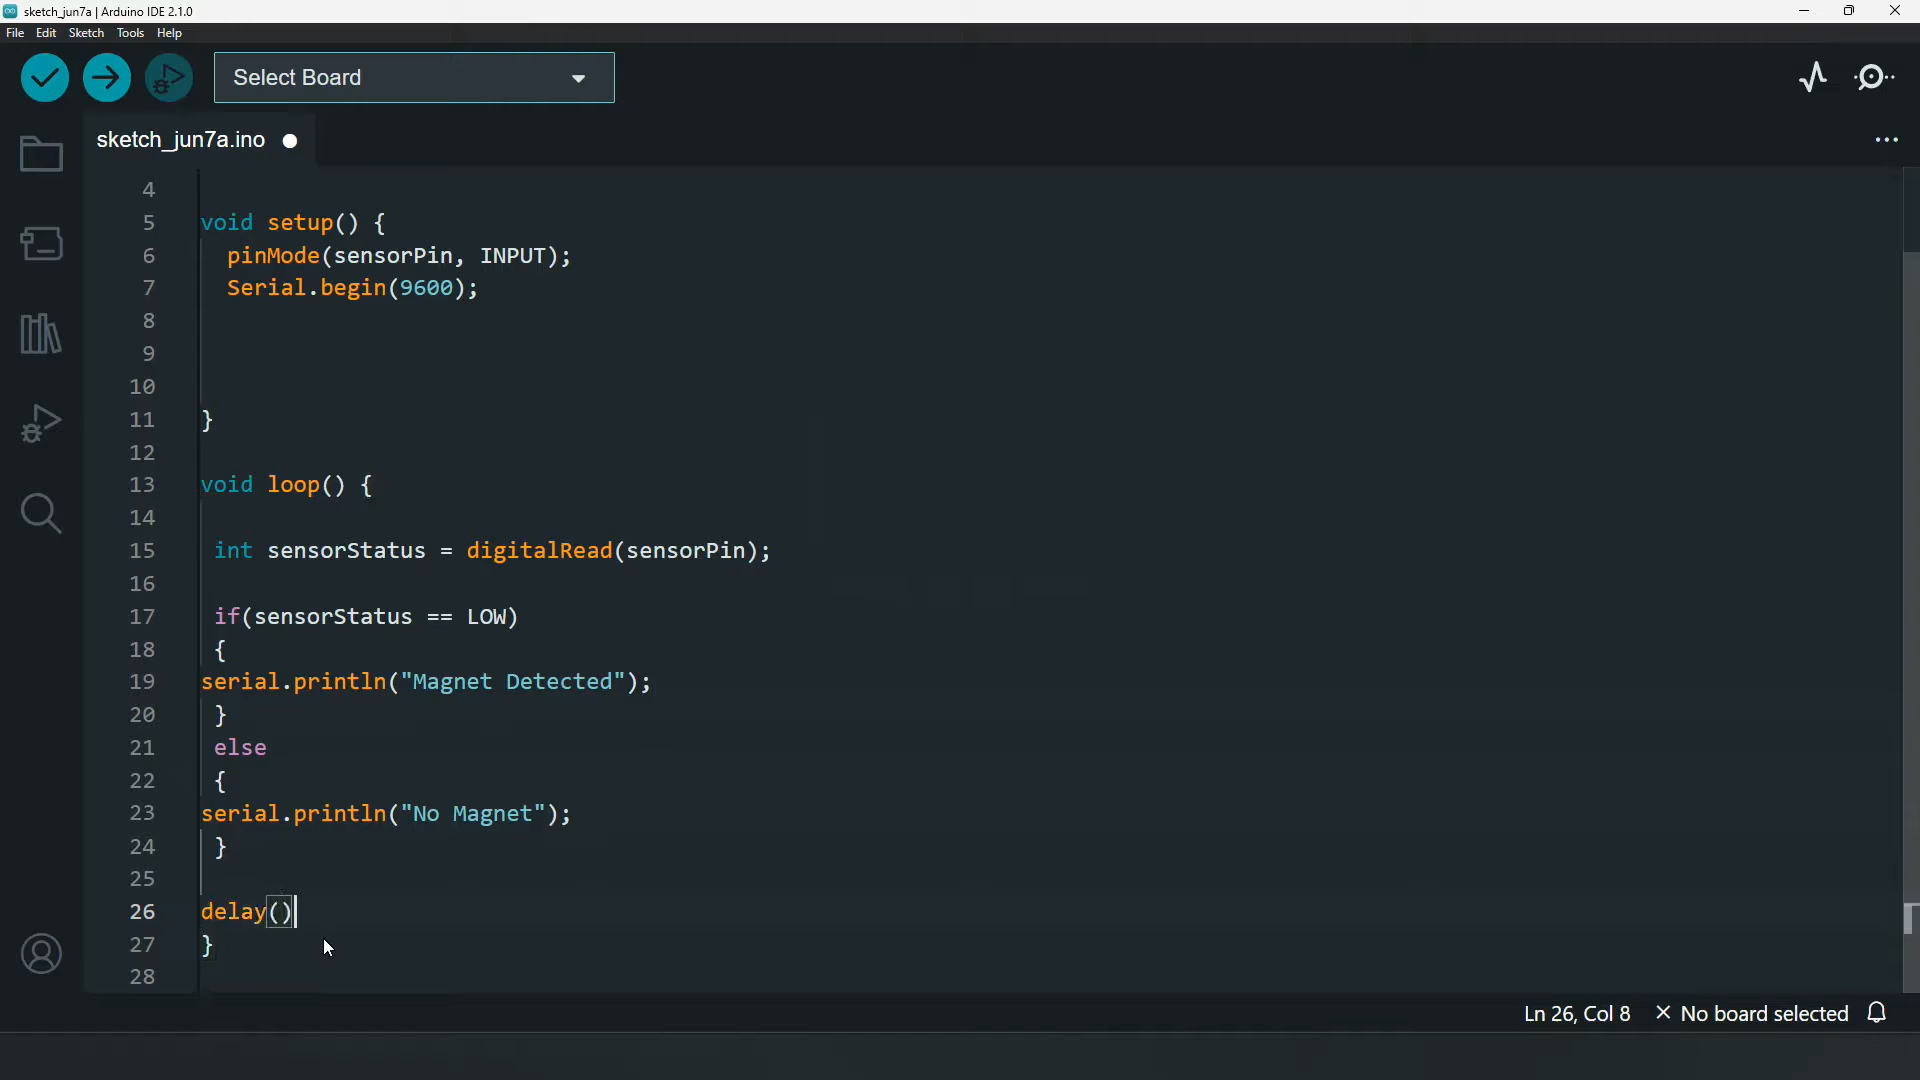 sketch_jun7a | Arduino IDE 2.1.0
File Edit Sketch Tools Help
Select Board
sketch_jun7a.ino
4
5 void setup() {
6 pinMode(sensorPin, INPUT);
7 Serial.begin(9600);
8
9
10
11 }
12
13 void loop() {
14
15 int sensorStatus = digitalRead(sensorPin);
16
17 if(sensorStatus == LOW)
18 {
19 serial.println("Magnet Detected");
20 }
21 else
22 {
23 serial.println("No Magnet");
24 }
25
26 delay()
27 }
28
Ln 26, Col 8 No board selected